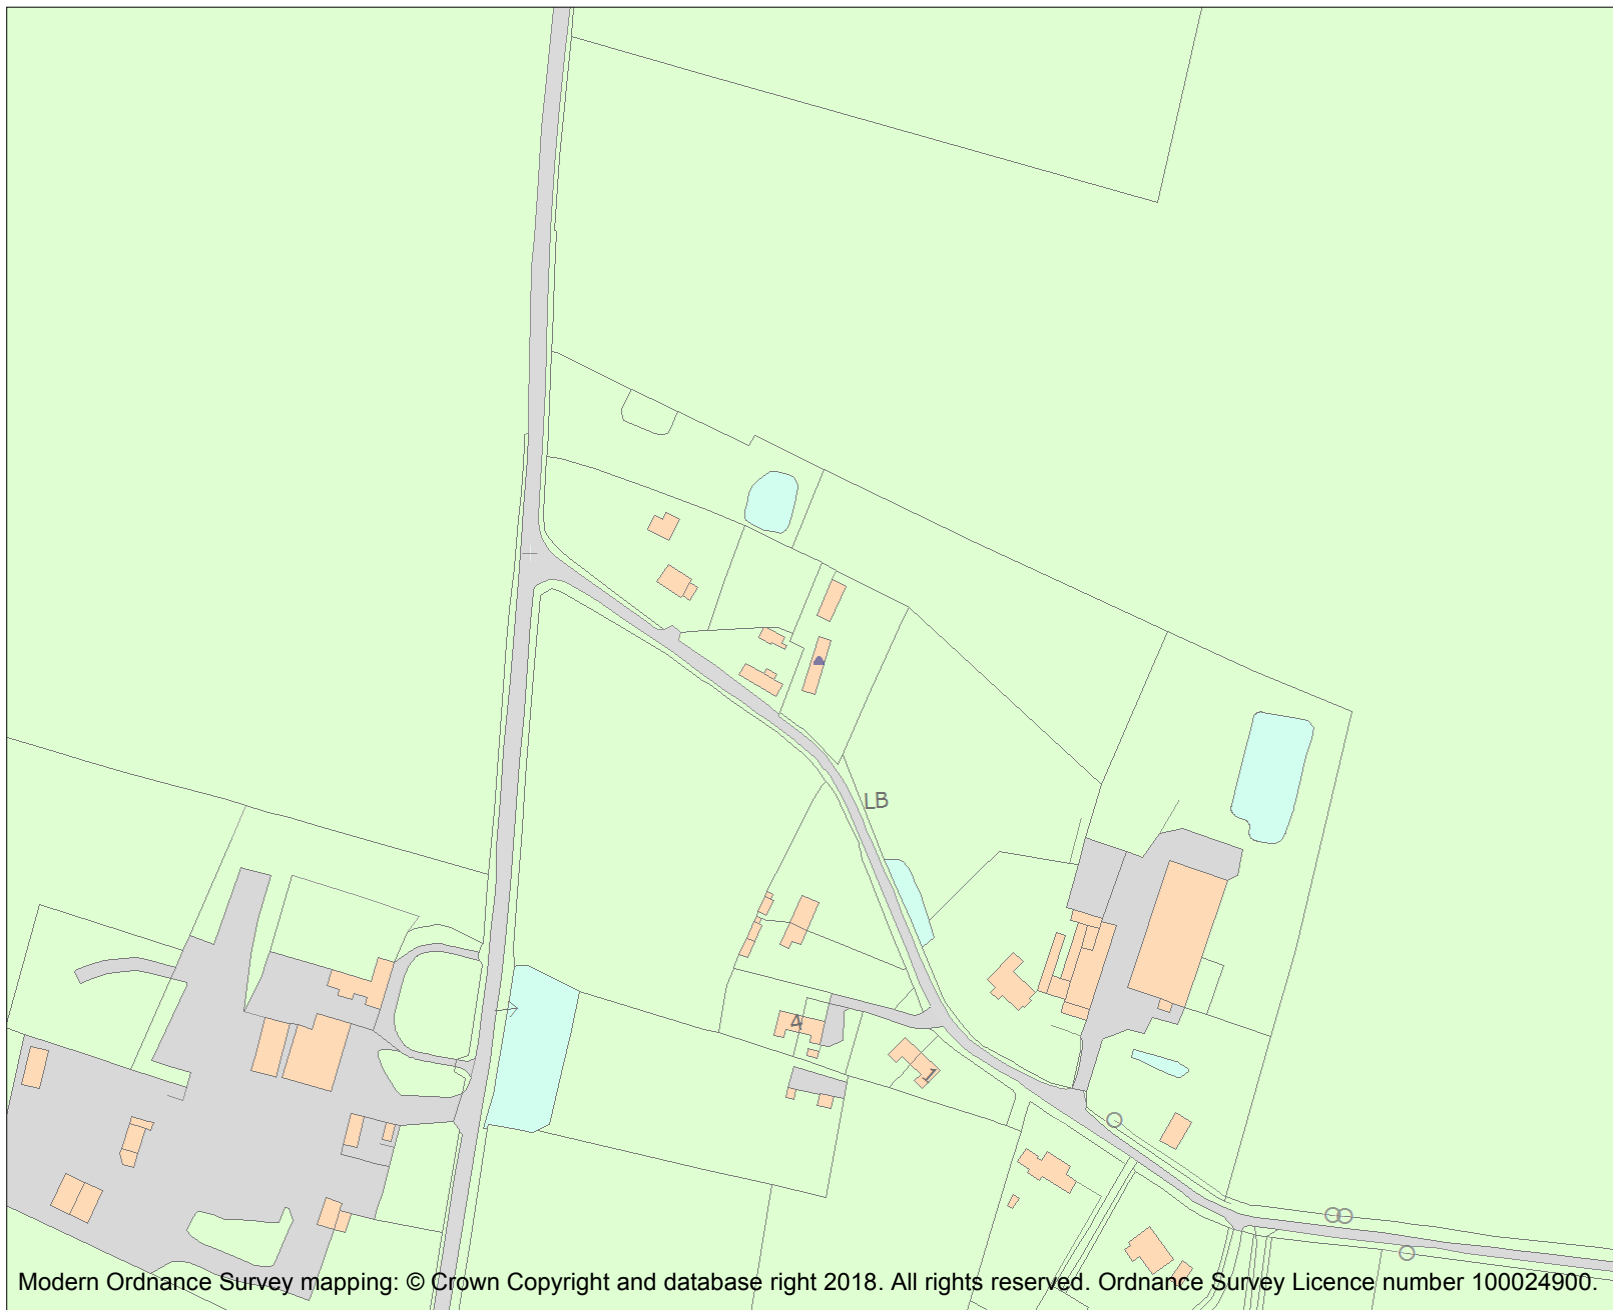 LB
4
1
Modern Ordnance Survey mapping: © Crown Copyright and database right 2018. All rights reserved. Ordnance Survey Licence number 100024900.